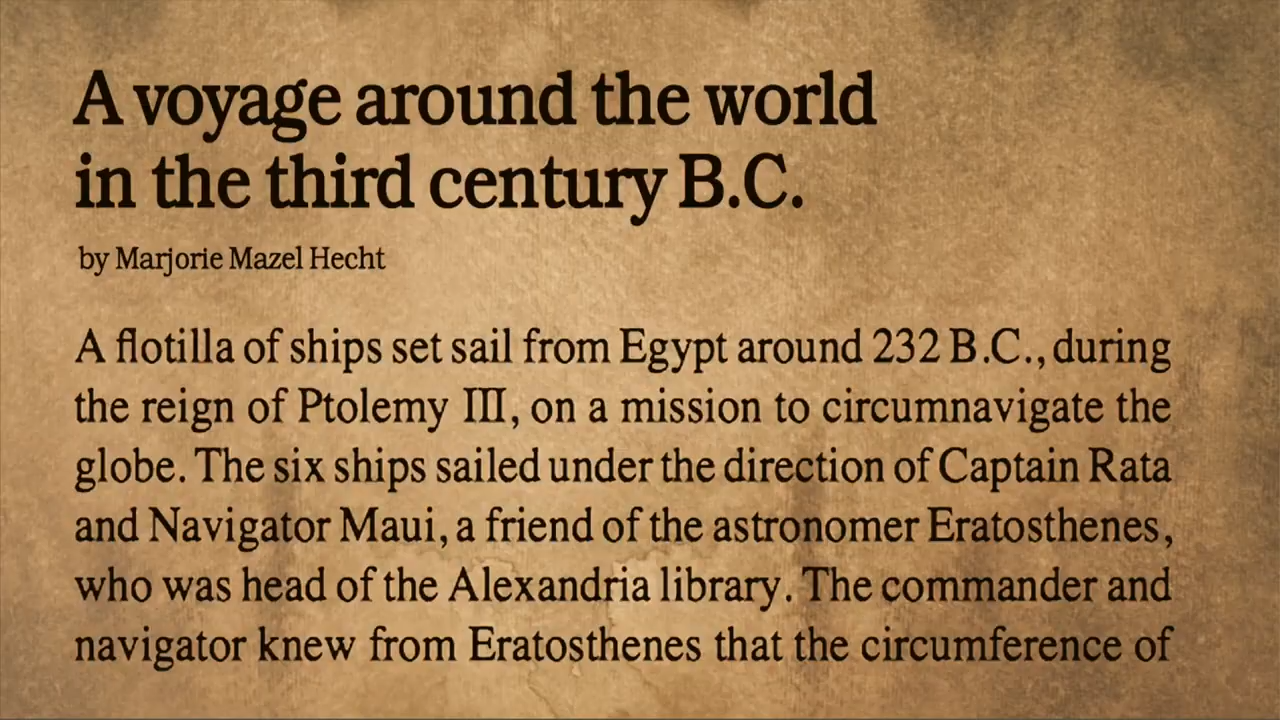 A voyage around the world
in the third century B.C.
by Marjorie Mazel Hecht
A flotilla of ships set sail from Egypt around 232 B.C., during
the reign of Ptolemy III, on a mission to circumnavigate the
globe. The six ships sailed under the direction of Captain Rata
and Navigator Maui, a friend of the astronomer Eratosthenes,
who was head of the Alexandria library. The commander and
navigator knew from Eratosthenes that the circumference of